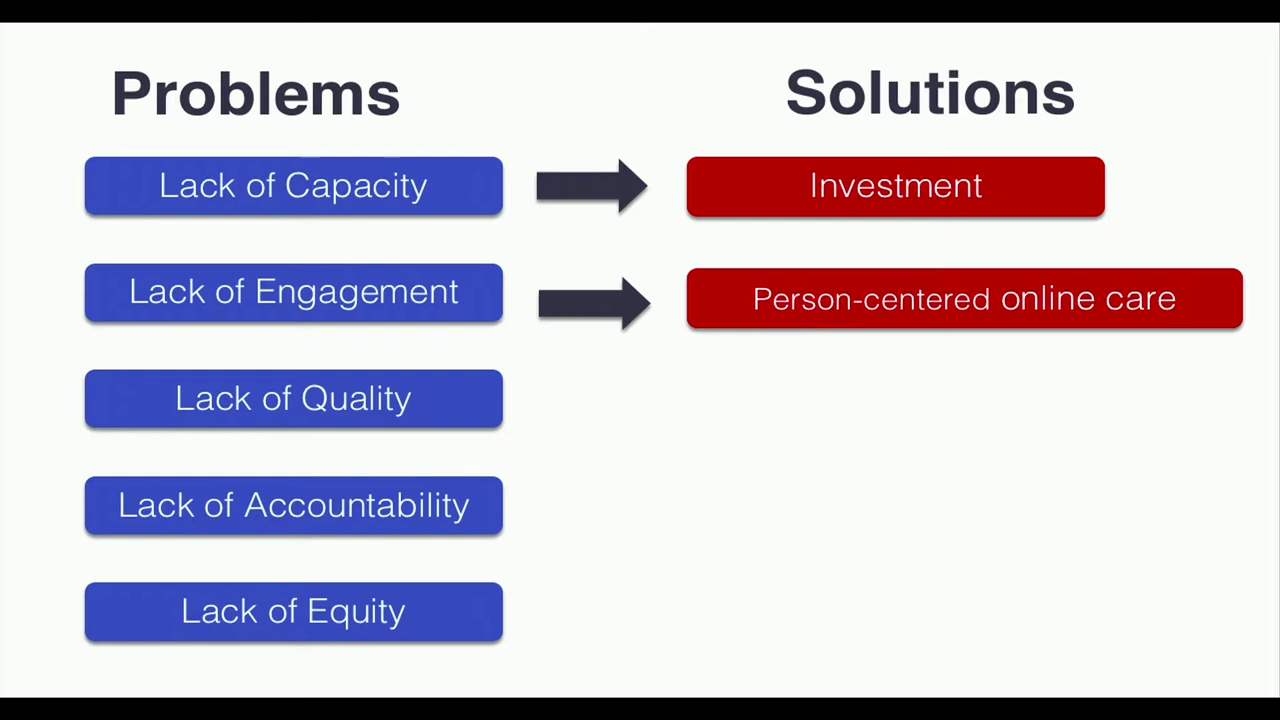 Problems
Solutions
Lack of Capacity
Investment
Lack of Engagement
Person-centered online care
Lack of Quality
Lack of Accountability
Lack of Equity